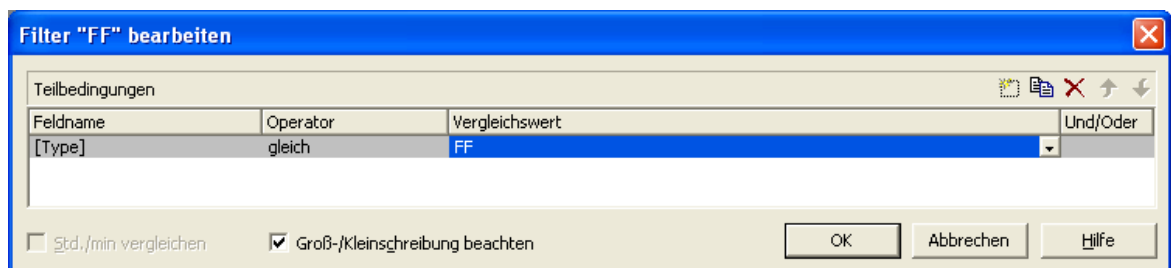 Filter "FF" bearbeiten
Teilbedingungen
Feldname Operator Vergleichswert Und/Oder
[Type] gleich FF
Std./min vergleichen Groß-/Kleinschreibung beachten OK Abbrechen Hilfe